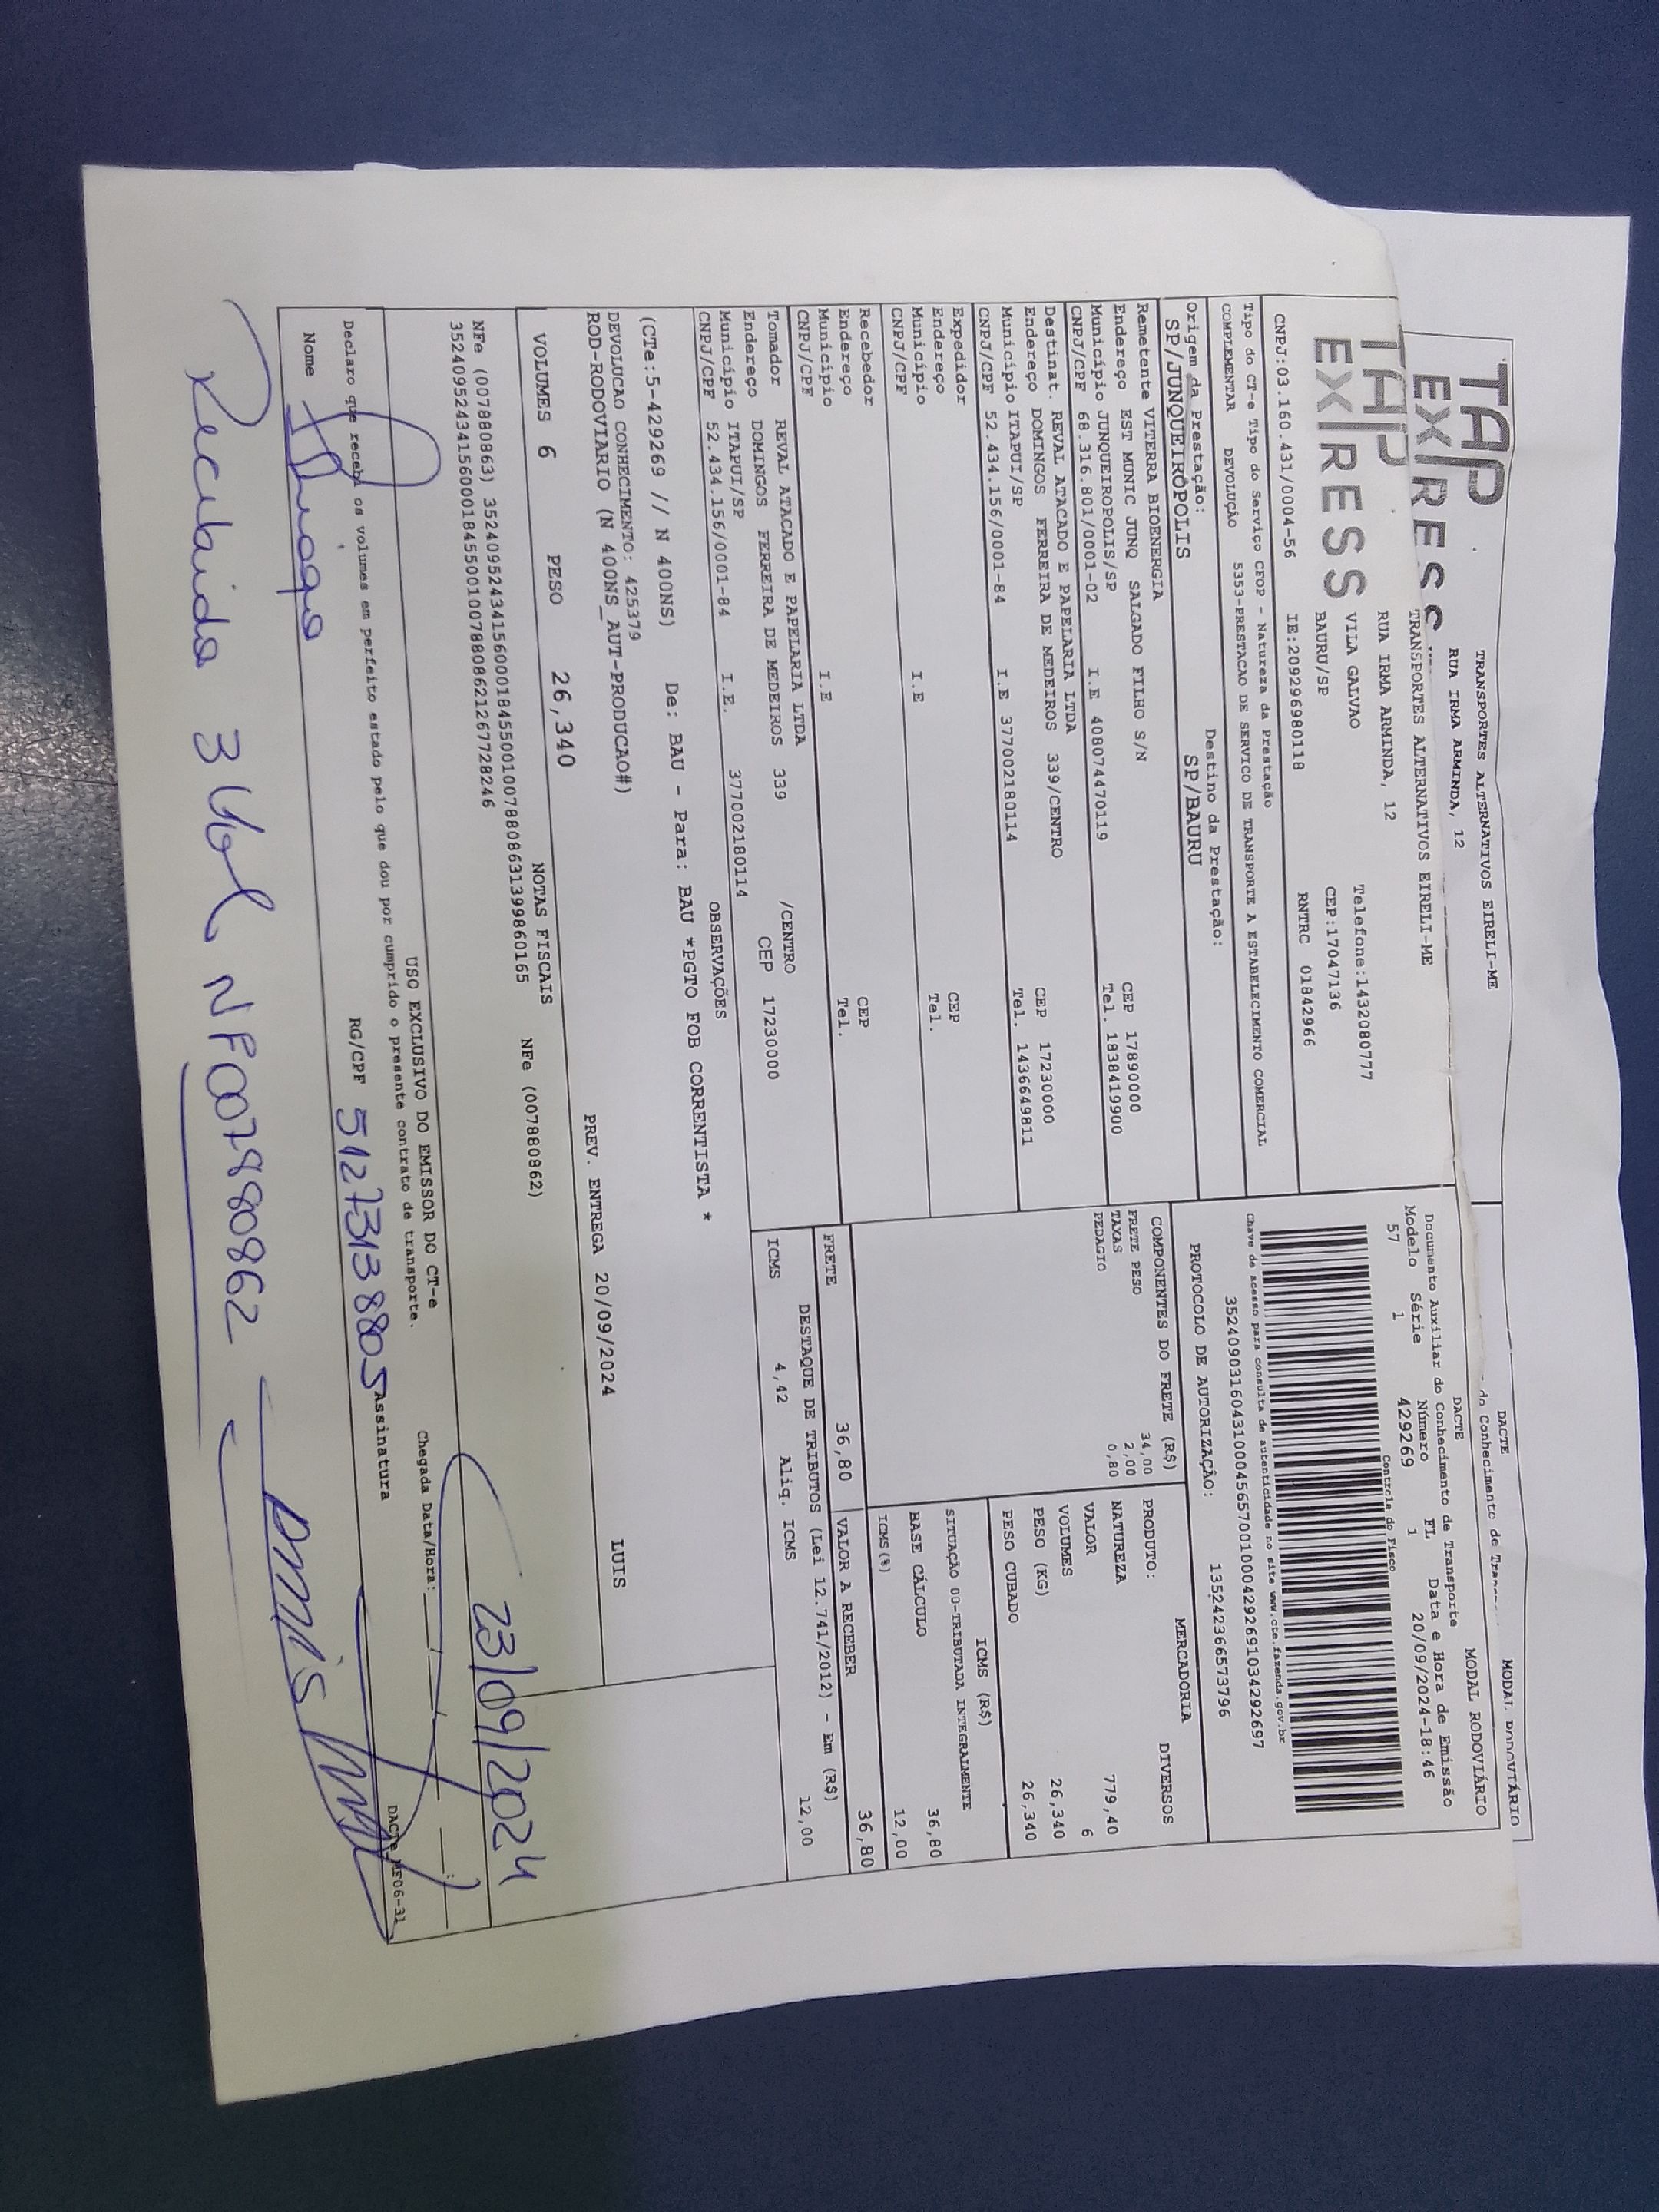 TAP EXPRESS
TRANSPORTES ALTERNATIVOS EIRELI-ME
RUA IRMA ARMINDA, 12
DACTE
do Conhecimento de
MODAL RODOVIÁRIO
TAP EXPRESS
TRANSPORTES ALTERNATIVOS EIRELI-ME
RUA IRMA ARMINDA, 12
VILA GALVAO
BAURU/SP
Telefone:1432080777
CEP:17047136
CNPJ:03.160.431/0004-56 IE:209296980118 RNTRC 01842966
DACTE MODAL RODOVIÁRIO
Documento Auxiliar do Conhecimento de Transporte
Modelo Série Número FL Data e Hora de Emissão
57 1 429269 1 20/09/2024-18:46
Controle do Fisco
Chave de acesso para consulta de autenticidade no site www.cte.fazenda.gov.br
35240903160431000456570010004292691034292697
PROTOCOLO DE AUTORIZAÇÃO: 135242366573796
Tipo do CT-e Tipo do Serviço CFOP - Natureza da Prestação
COMPLEMENTAR DEVOLUÇÃO 5353-PRESTACAO DE SERVICO DE TRANSPORTE A ESTABELECIMENTO COMERCIAL
Origem da Prestação: Destino da Prestação:
SP/JUNQUEIRÓPOLIS SP/BAURU
Remetente VITERRA BIOENERGIA
Endereço EST MUNIC JUNQ SALGADO FILHO S/N CEP 17890000
Município JUNQUEIROPOLIS/SP Tel. 1838419900
CNPJ/CPF 68.316.801/0001-02 I.E 408074470119
Destinat. REVAL ATACADO E PAPELARIA LTDA
Endereço DOMINGOS FERREIRA DE MEDEIROS 339/CENTRO CEP 17230000
Município ITAPUI/SP Tel. 1436649811
CNPJ/CPF 52.434.156/0001-84 I.E 377002180114
Expedidor
Endereço CEP
Município Tel.
CNPJ/CPF I.E
Recebedor
Endereço CEP
Município Tel.
CNPJ/CPF I.E
Tomador REVAL ATACADO E PAPELARIA LTDA
Endereço DOMINGOS FERREIRA DE MEDEIROS 339 /CENTRO
Município ITAPUI/SP CEP 17230000
CNPJ/CPF 52.434.156/0001-84 I.E. 377002180114
COMPONENTES DO FRETE (R$)
FRETE PESO 34,00
TAXAS 2,00
PEDAGIO 0,80
MERCADORIA
PRODUTO: DIVERSOS
NATUREZA
VALOR 779,40
VOLUMES 6
PESO (KG) 26,340
PESO CUBADO 26,340
ICMS (R$)
SITUAÇÃO 00-TRIBUTADA INTEGRALMENTE
BASE CÁLCULO 36,80
ICMS(%) 12,00
FRETE 36,80 VALOR A RECEBER 36,80
DESTAQUE DE TRIBUTOS (Lei 12.741/2012) - Em (R$)
ICMS 4,42 Aliq. ICMS 12,00
OBSERVAÇÕES
(CTe:5-429269 // N 400NS) De: BAU - Para: BAU *PGTO FOB CORRENTISTA *
DEVOLUCAO CONHECIMENTO: 425379
ROD-RODOVIARIO (N 400NS_AUT-PRODUCAO#)
PREV. ENTREGA 20/09/2024 LUIS
VOLUMES 6 PESO 26,340 NOTAS FISCAIS NFe (007880862)
NFe (007880863) 35240952434156000184550010078808631399860165
35240952434156000184550010078808621267728246
23/09/2024
USO EXCLUSIVO DO EMISSOR DO CT-e
Declaro que recebi os volumes em perfeito estado pelo que dou por cumprido o presente contrato de transporte.
Chegada Data/Hora: ___/___ ___:___
Nome Thiago RG/CPF 51273138805 Assinatura
DACTe MF06-31
Recebido 3 Vol NF007880862